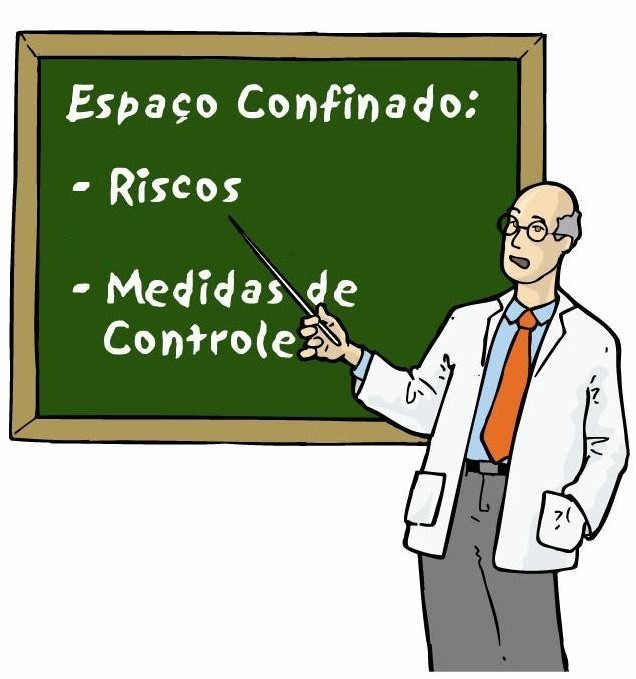 Espaço Confinado:
- Riscos
- Medidas de
Controle